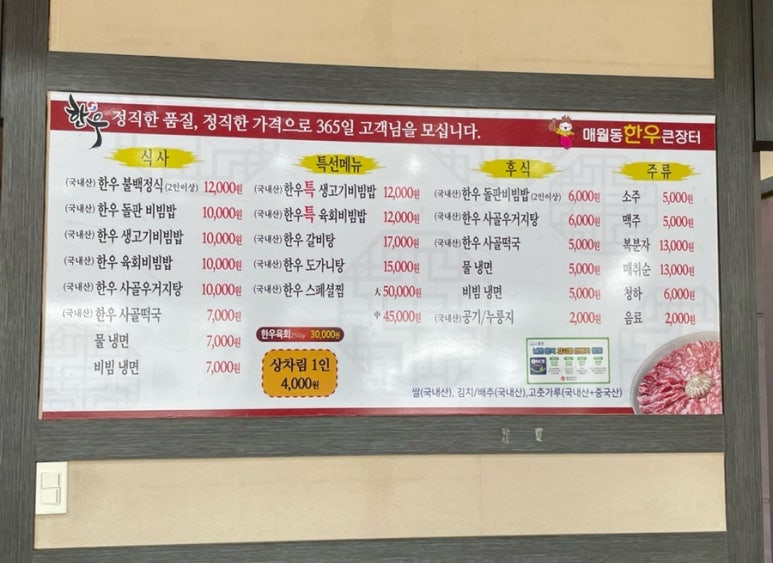 한우 정직한 품질, 정직한 가격으로 365일 고객님을 모십니다.
매월동한우큰장터
식사
(국내산) 한우 불백정식 (2인이상) 12,000원
(국내산) 한우 돌판 비빔밥 10,000원
(국내산) 한우 생고기비빔밥 10,000원
(국내산) 한우 육회비빔밥 10,000원
(국내산) 한우 사골우거지탕 10,000원
(국내산) 한우 사골떡국 7,000원
물 냉면 7,000원
비빔 냉면 7,000원
특선메뉴
(국내산) 한우특 생고기비빔밥 12,000원
(국내산) 한우특 육회비빔밥 12,000원
(국내산) 한우 갈비탕 17,000원
(국내산) 한우 도가니탕 15,000원
(국내산) 한우 스페셜찜 大 50,000원
中 45,000원
한우육회250g 30,000원
상차림 1인
4,000원
후식
(국내산) 한우 돌판비빔밥 (2인이상) 6,000원
(국내산) 한우 사골우거지탕 6,000원
(국내산) 한우 사골떡국 5,000원
물 냉면 5,000원
비빔 냉면 5,000원
(국내산) 공기/누룽지 2,000원
주류
소주 5,000원
맥주 5,000원
복분자 13,000원
매취순 13,000원
청하 6,000원
음료 2,000원
쌀(국내산), 김치/배추(국내산),고춧가루(국내산+중국산)